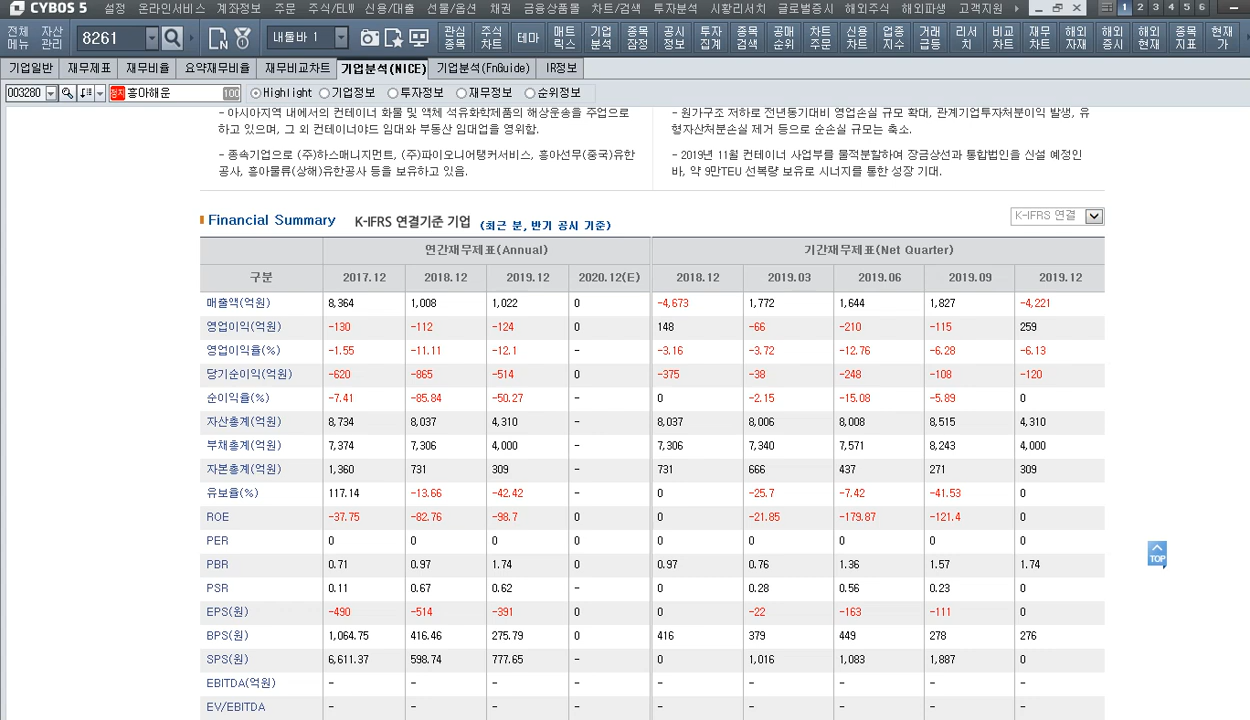 CYBOS 5 설정 온라인서비스 계좌정보 주문 주식/ELW 신용/대출 선물/옵션 채권 금융상품몰 차트/검색 투자분석 시황리서치 글로벌증시 해외주식 해외파생 고객지원 1 2 3 4 5 6
전체메뉴 자산관리 8261 내툴바 1 관심종목 주식차트 테마 매트릭스 기업분석 종목잠정 공시정보 투자집계 종목검색 공매순위 차트주문 신용차트 업종지수 거래급등 리서치 비교차트 재무차트 해외자재 해외증시 해외현재 종목지표 현재가
기업일반 재무제표 재무비율 요약재무비율 재무비교차트 기업분석(NICE) 기업분석(FnGuide) IR정보
003280 정지 흥아해운 100 Highlight 기업정보 투자정보 재무정보 순위정보
- 아시아지역 내에서의 컨테이너 화물 및 액체 석유화학제품의 해상운송을 주업으로
하고 있으며, 그 외 컨테이너야드 임대와 부동산 임대업을 영위함.
- 종속기업으로 (주)하스매니지먼트, (주)파이오니어탱커서비스, 흥아선무(중국)유한
공사, 흥아물류(상해)유한공사 등을 보유하고 있음.
- 원가구조 저하로 전년동기대비 영업손실 규모 확대, 관계기업투자처분이익 발생, 유
형자산처분손실 제거 등으로 순손실 규모는 축소.
- 2019년 11월 컨테이너 사업부를 물적분할하여 장금상선과 통합법인을 신설 예정인
바, 약 9만TEU 선복량 보유로 시너지를 통한 성장 기대.
Financial Summary K-IFRS 연결기준 기업 (최근 분, 반기 공시 기준) K-IFRS 연결
연간재무제표(Annual) 기간재무제표(Net Quarter)
구분 2017.12 2018.12 2019.12 2020.12(E) 2018.12 2019.03 2019.06 2019.09 2019.12
매출액(억원) 8,364 1,008 1,022 0 -4,673 1,772 1,644 1,827 -4,221
영업이익(억원) -130 -112 -124 0 148 -66 -210 -115 259
영업이익률(%) -1.55 -11.11 -12.1 - -3.16 -3.72 -12.76 -6.28 -6.13
당기순이익(억원) -620 -865 -514 0 -375 -38 -248 -108 -120
순이익률(%) -7.41 -85.84 -50.27 - 0 -2.15 -15.08 -5.89 0
자산총계(억원) 8,734 8,037 4,310 - 8,037 8,006 8,008 8,515 4,310
부채총계(억원) 7,374 7,306 4,000 - 7,306 7,340 7,571 8,243 4,000
자본총계(억원) 1,360 731 309 - 731 666 437 271 309
유보율(%) 117.14 -13.66 -42.42 - 0 -25.7 -7.42 -41.53 0
ROE -37.75 -82.76 -98.7 - 0 -21.85 -179.87 -121.4 0
PER 0 0 0 0 0 0 0 0 0
PBR 0.71 0.97 1.74 - 0.97 0.76 1.36 1.57 1.74
PSR 0.11 0.67 0.62 - 0 0.28 0.56 0.23 0
EPS(원) -490 -514 -391 0 0 -22 -163 -111 0
BPS(원) 1,064.75 416.46 275.79 0 416 379 449 278 276
SPS(원) 6,611.37 598.74 777.65 - 0 1,016 1,083 1,887 0
EBITDA(억원) - - - - - - - - -
EV/EBITDA - - - - - - - - -
TOP